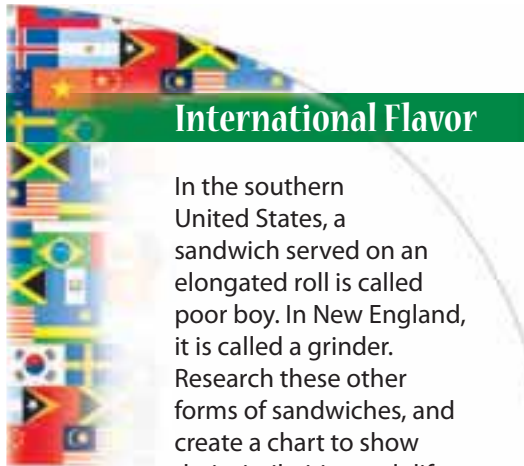 International Flavor
In the southern
United States, a
sandwich served on an
elongated roll is called
poor boy. In New England,
it is called a grinder.
Research these other
forms of sandwiches, and
create a chart to show